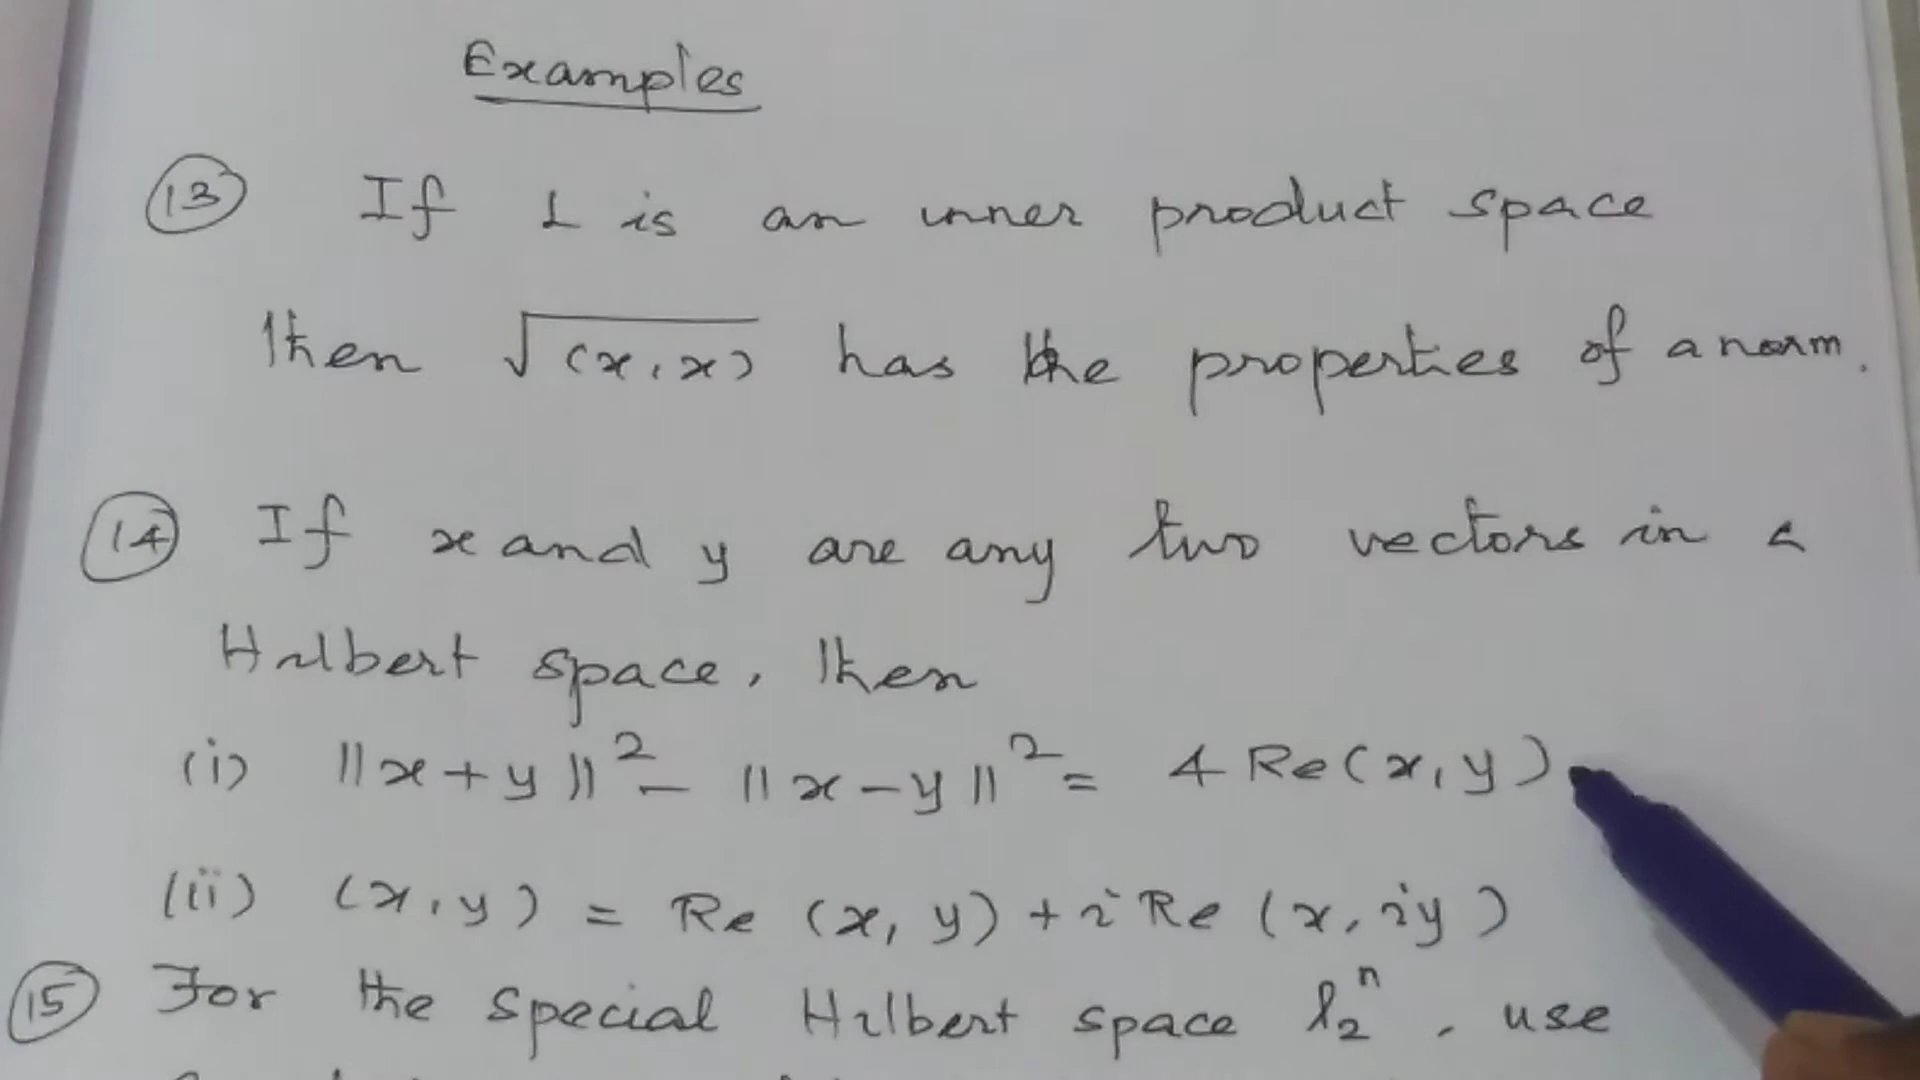 Examples
(13) If L is an inner product space
then √(x,x) has the properties of a norm.
(14) If x and y are any two vectors in a
Hilbert space, then
(i) ||x+y||² - ||x-y||² = 4 Re(x,y)
(ii) (x,y) = Re (x,y) + i Re (x,iy)
(15) For the special Hilbert space l₂ⁿ, use